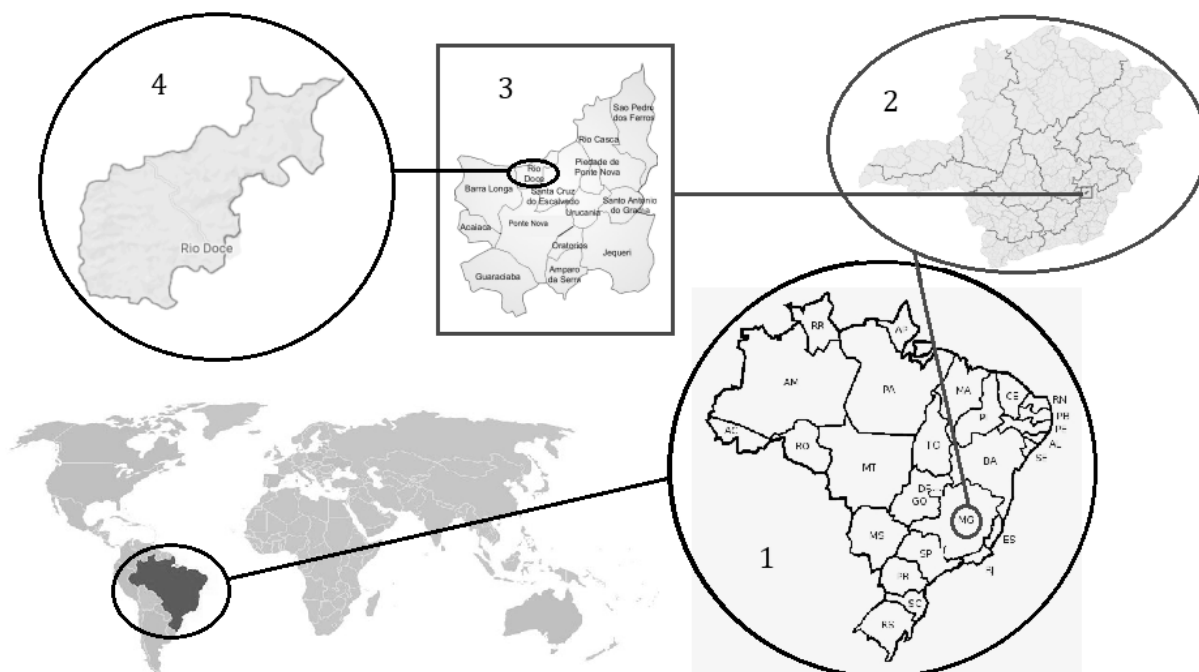 4
Rio Doce
3
Sao Pedro
dos Ferros
Rio Casca
Rio
Doce
Piedade de
Ponte Nova
Barra Longa
Santa Cruz
do Escalvado
Santo Antonio
do Grama
Urucania
Acaiaca
Ponte Nova
Oratorios
Jequeri
Guaraciaba
Amparo
da Serra
2
1
RR
AP
AM
PA
MA
CE
RN
PI
PB
PE
AL
SE
AC
RO
TO
MT
BA
DF
GO
MG
MS
ES
SP
RJ
PR
SC
RS